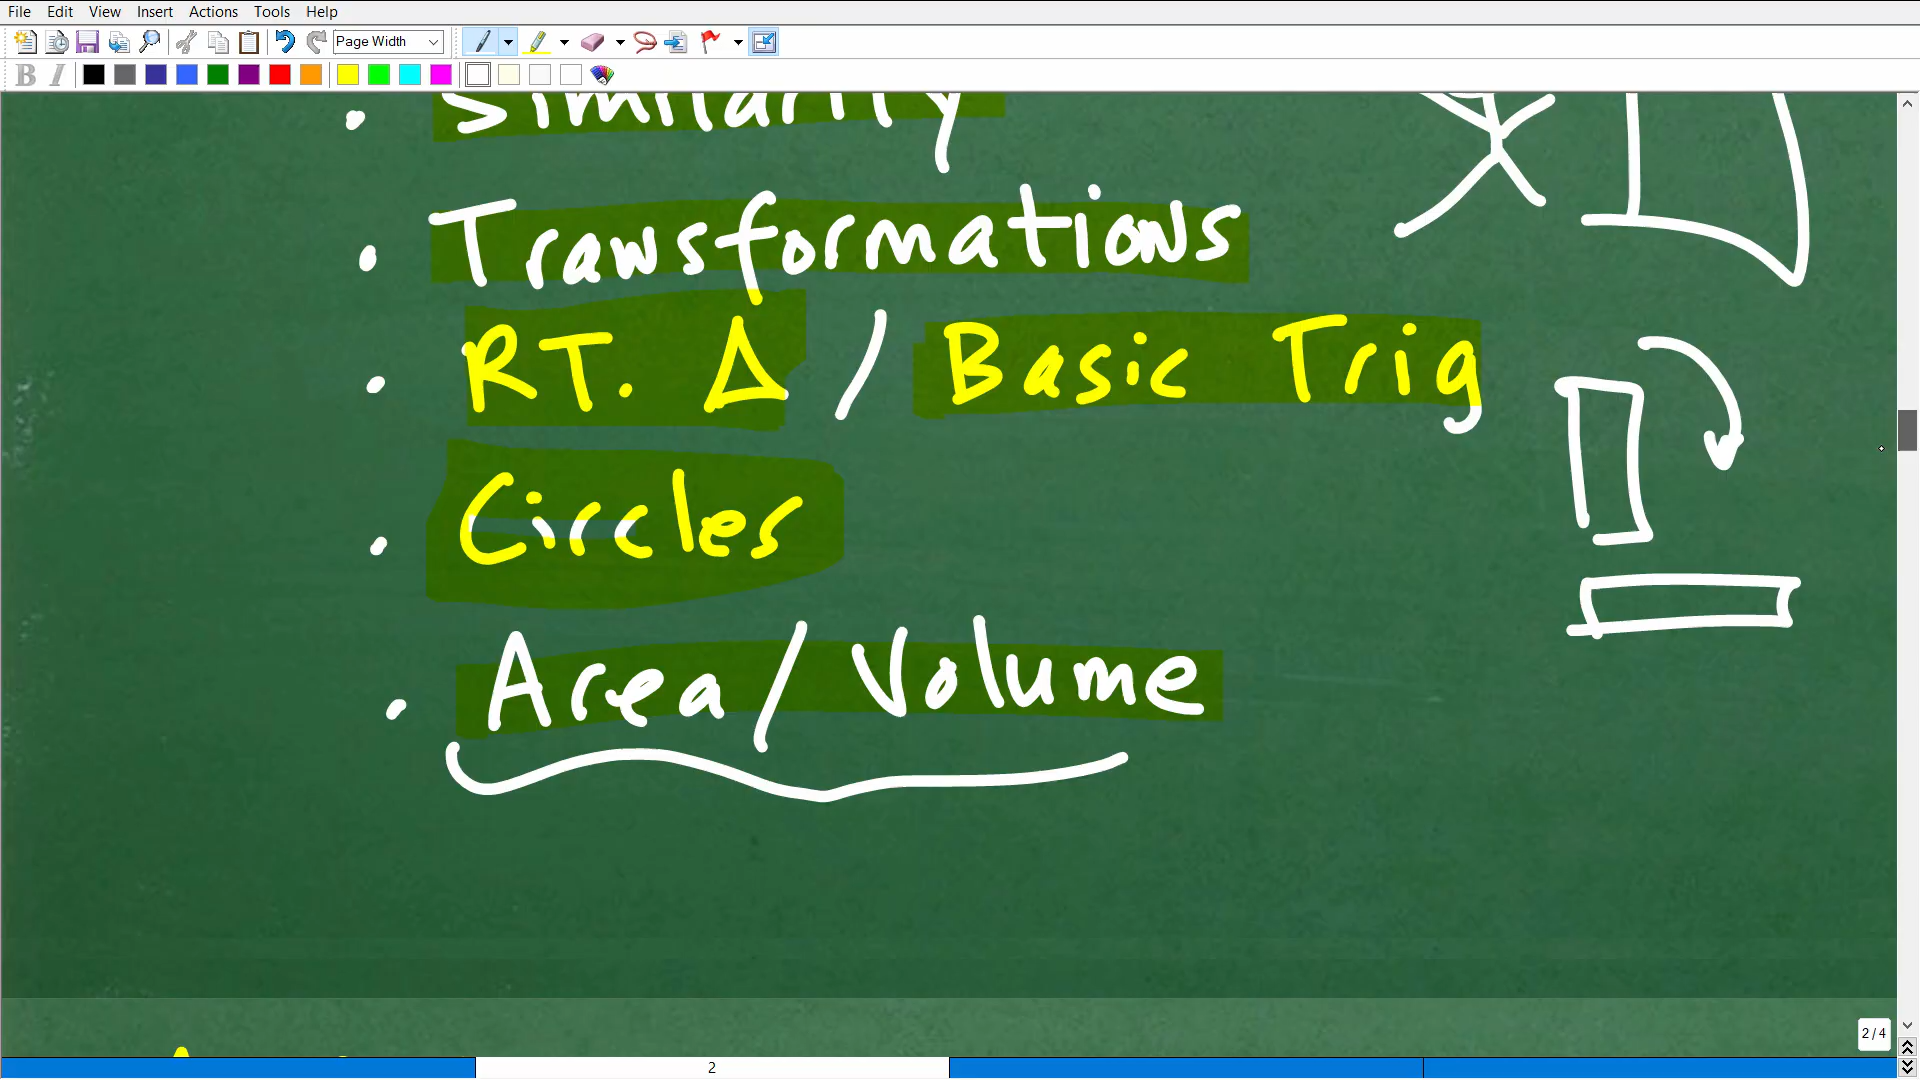 File Edit View Insert Actions Tools Help
Page Width
B I
. Similarity
. Transformations
. RT. Δ / Basic Trig
. Circles
. Area/Volume
2 / 4
2